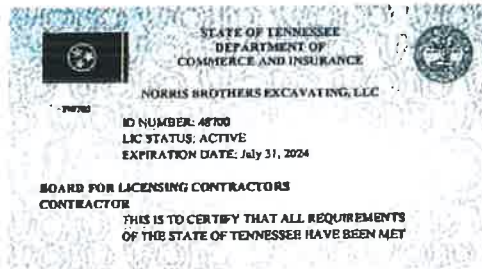 STATE OF TENNESSEE
DEPARTMENT OF
COMMERCE AND INSURANCE
NORRIS BROTHERS EXCAVATING, LLC
ID NUMBER: 48700
LIC STATUS: ACTIVE
EXPIRATION DATE: July 31, 2024
BOARD FOR LICENSING CONTRACTORS
CONTRACTOR
THIS IS TO CERTIFY THAT ALL REQUIREMENTS
OF THE STATE OF TENNESSEE HAVE BEEN MET